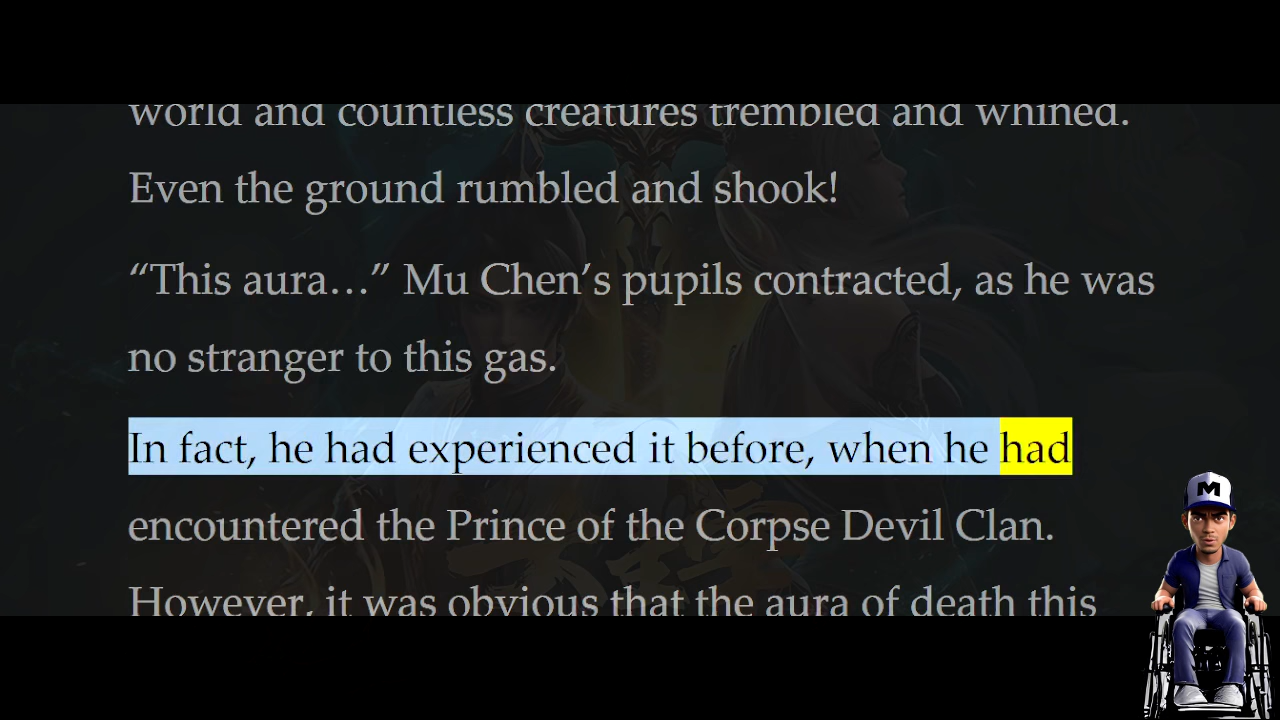 world and countless creatures trembled and whined.
Even the ground rumbled and shook!
“This aura…” Mu Chen’s pupils contracted, as he was
no stranger to this gas.
In fact, he had experienced it before, when he had
encountered the Prince of the Corpse Devil Clan.
However, it was obvious that the aura of death this
M
M